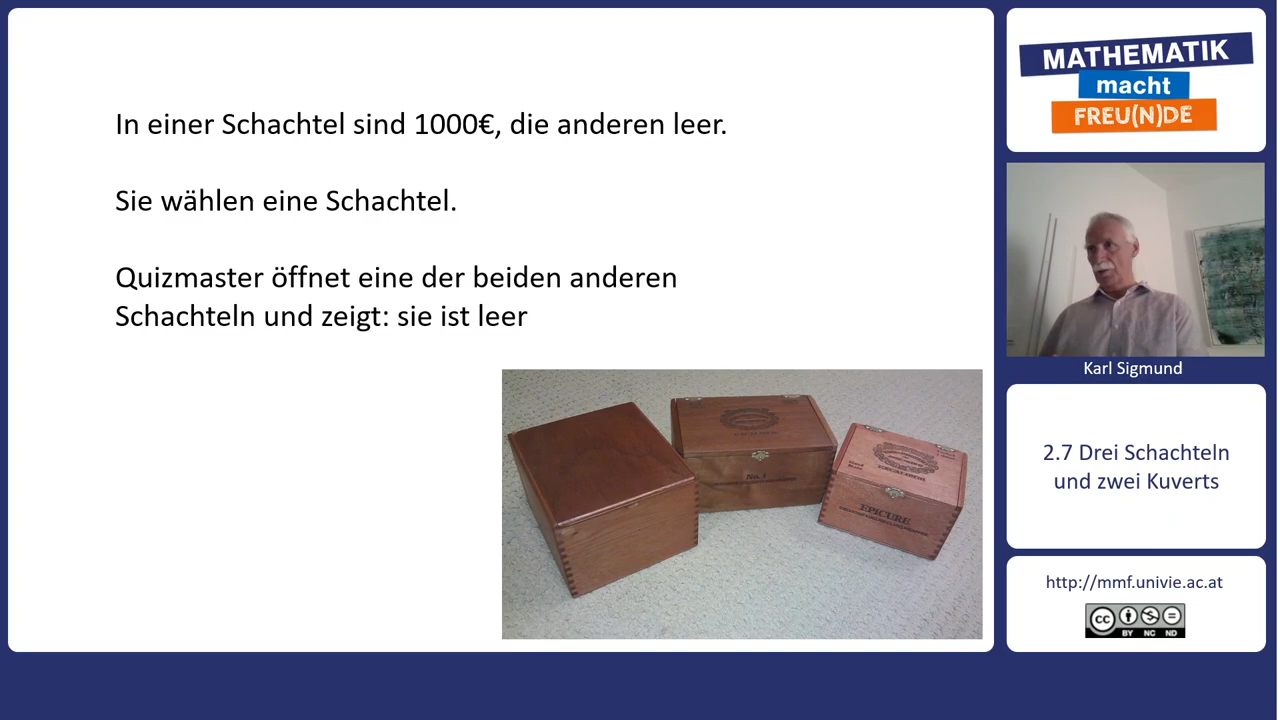 In einer Schachtel sind 1000€, die anderen leer.
Sie wählen eine Schachtel.
Quizmaster öffnet eine der beiden anderen
Schachteln und zeigt: sie ist leer
No.1
EPICURE
MATHEMATIK
macht
FREU(N)DE
Karl Sigmund
2.7 Drei Schachteln
und zwei Kuverts
http://mmf.univie.ac.at
cc
BY NC ND